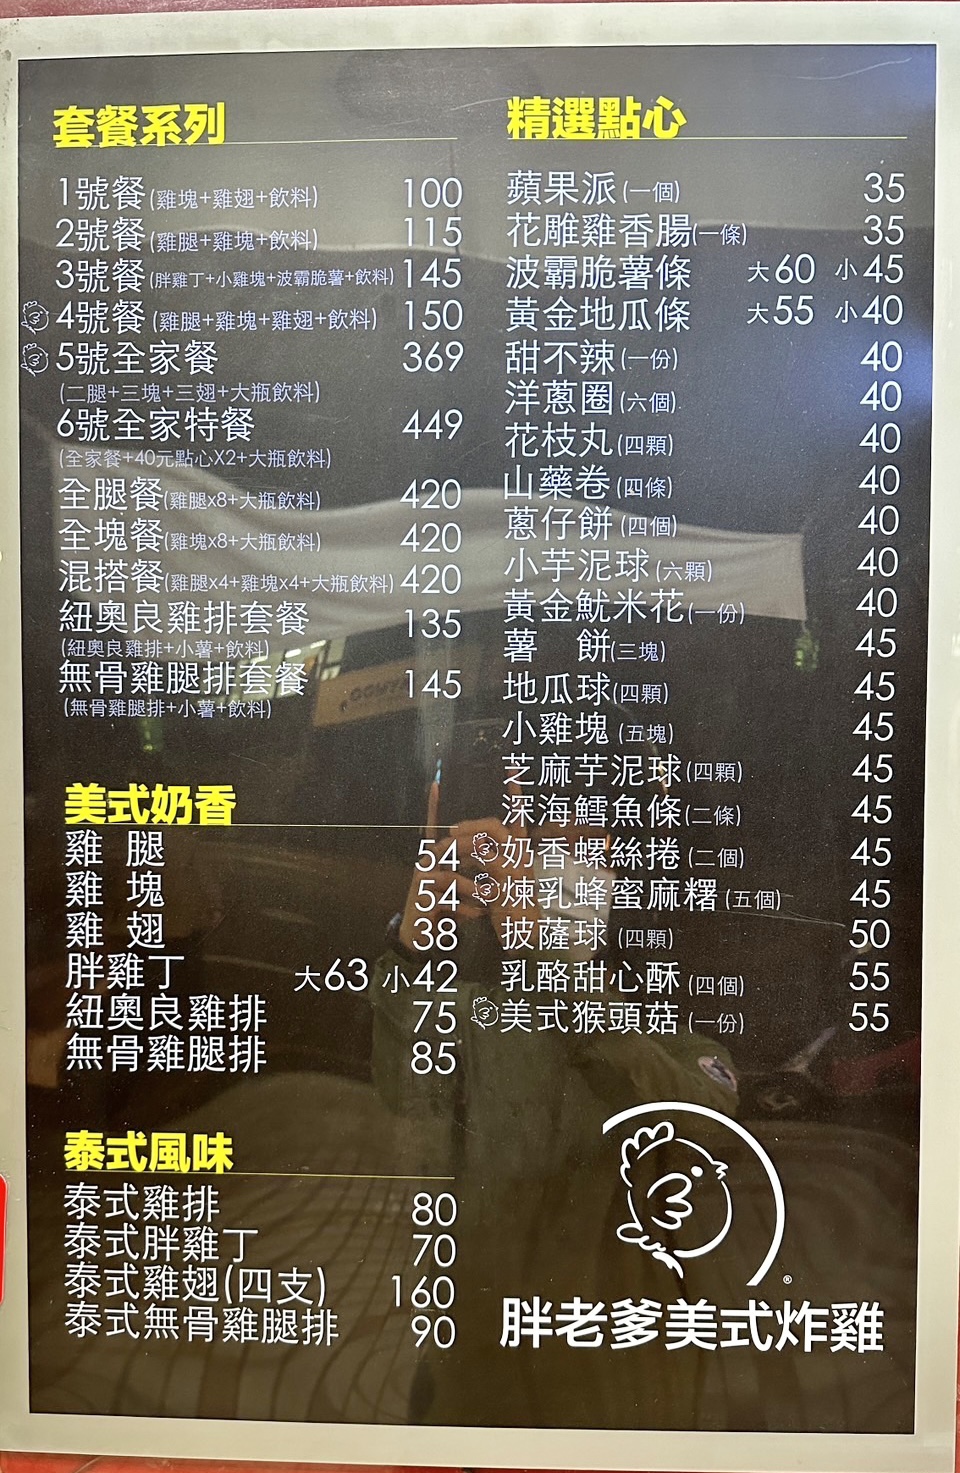 套餐系列
1號餐(雞塊+雞翅+飲料) 100
2號餐(雞腿+雞塊+飲料) 115
3號餐(胖雞丁+小雞塊+波霸脆薯+飲料) 145
4號餐(雞腿+雞塊+雞翅+飲料) 150
5號全家餐 369
(二腿+三塊+三翅+大瓶飲料)
6號全家特餐 449
(全家餐+40元點心X2+大瓶飲料)
全腿餐(雞腿x8+大瓶飲料) 420
全塊餐(雞塊x8+大瓶飲料) 420
混搭餐(雞腿x4+雞塊x4+大瓶飲料) 420
紐奧良雞排套餐 135
(紐奧良雞排+小薯+飲料)
無骨雞腿排套餐 145
(無骨雞腿排+小薯+飲料)
美式奶香
雞 腿 54
雞 塊 54
雞 翅 38
胖雞丁 大63 小42
紐奧良雞排 75
無骨雞腿排 85
泰式風味
泰式雞排 80
泰式胖雞丁 70
泰式雞翅(四支) 160
泰式無骨雞腿排 90
精選點心
蘋果派(一個) 35
花雕雞香腸(一條) 35
波霸脆薯條 大60 小45
黃金地瓜條 大55 小40
甜不辣(一份) 40
洋蔥圈(六個) 40
花枝丸(四顆) 40
山藥卷(四條) 40
蔥仔餅(四個) 40
小芋泥球(六顆) 40
黃金魷米花(一份) 40
薯 餅(三塊) 45
地瓜球(四顆) 45
小雞塊(五塊) 45
芝麻芋泥球(四顆) 45
深海鱈魚條(二條) 45
奶香螺絲捲(二個) 45
煉乳蜂蜜麻糬(五個) 45
披薩球(四顆) 50
乳酪甜心酥(四個) 55
美式猴頭菇(一份) 55
®
胖老爹美式炸雞